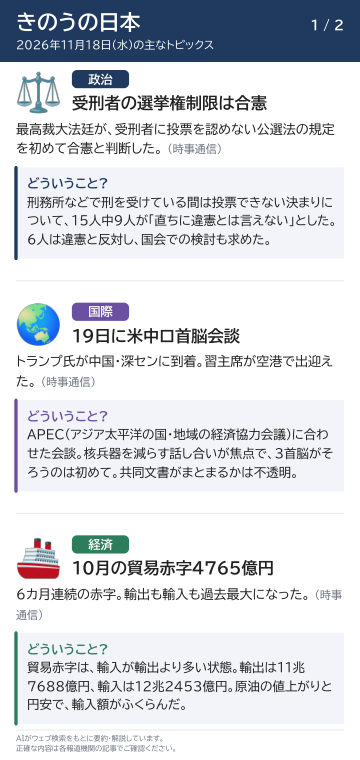 きのうの日本
1 / 2
2026年11月18日(水)の主なトピックス
政治
受刑者の選挙権制限は合憲
最高裁大法廷が、受刑者に投票を認めない公選法の規定
を初めて合憲と判断した。（時事通信）
どういうこと?
刑務所などで刑を受けている間は投票できない決まりに
ついて、15人中9人が｢直ちに違憲とは言えない｣とした。
6人は違憲と反対し、国会での検討も求めた。
国際
19日に米中ロ首脳会談
トランプ氏が中国・深センに到着。習主席が空港で出迎え
た。（時事通信）
どういうこと?
APEC（アジア太平洋の国・地域の経済協力会議）に合わ
せた会談。核兵器を減らす話し合いが焦点で、3首脳がそ
ろうのは初めて。共同文書がまとまるかは不透明。
経済
10月の貿易赤字4765億円
6カ月連続の赤字。輸出も輸入も過去最大になった。（時事
通信）
どういうこと?
貿易赤字は、輸入が輸出より多い状態。輸出は11兆
7688億円、輸入は12兆2453億円。原油の値上がりと
円安で、輸入額がふくらんだ。
AIがウェブ検索をもとに要約・解説しています。
正確な内容は各報道機関の記事でご確認ください。